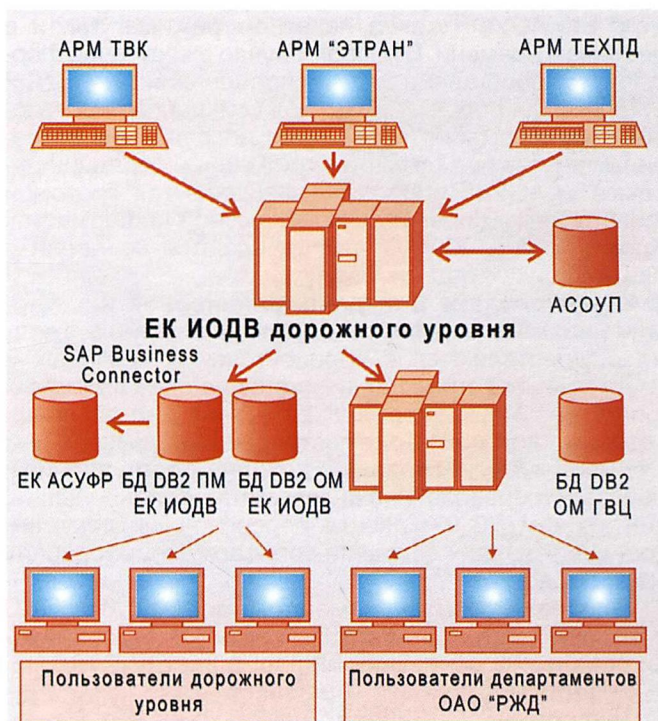 АРМ ТВК
АРМ "ЭТРАН"
АРМ ТЕХПД
АСОУП
ЕК ИОДВ дорожного уровня
SAP Business
Connector
ЕК АСУФР
БД DB2 ПМ
ЕК ИОДВ
БД DB2 ОМ
ЕК ИОДВ
БД DB2
ОМ ГВЦ
Пользователи дорожного
уровня
Пользователи департаментов
ОАО "РЖД"